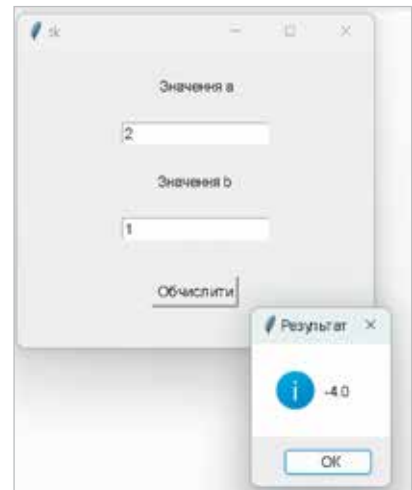 tk
Значення a
2
Значення b
1
Обчислити
Результат
-4.0
OK